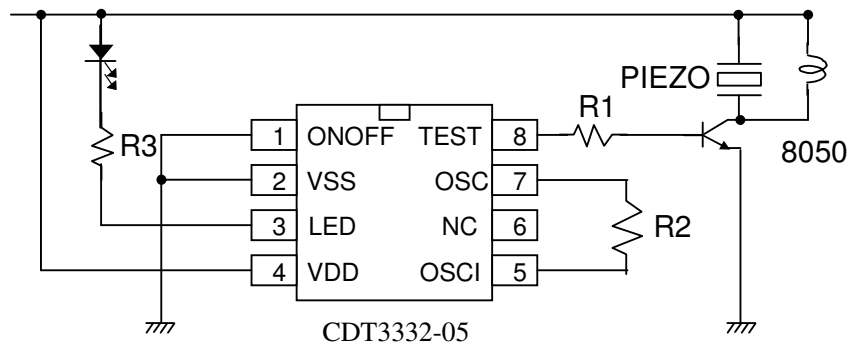 PIEZO
R1
R3
1 ONOFF TEST 8
8050
2 VSS OSC 7
3 LED NC 6
R2
4 VDD OSCI 5
CDT3332-05